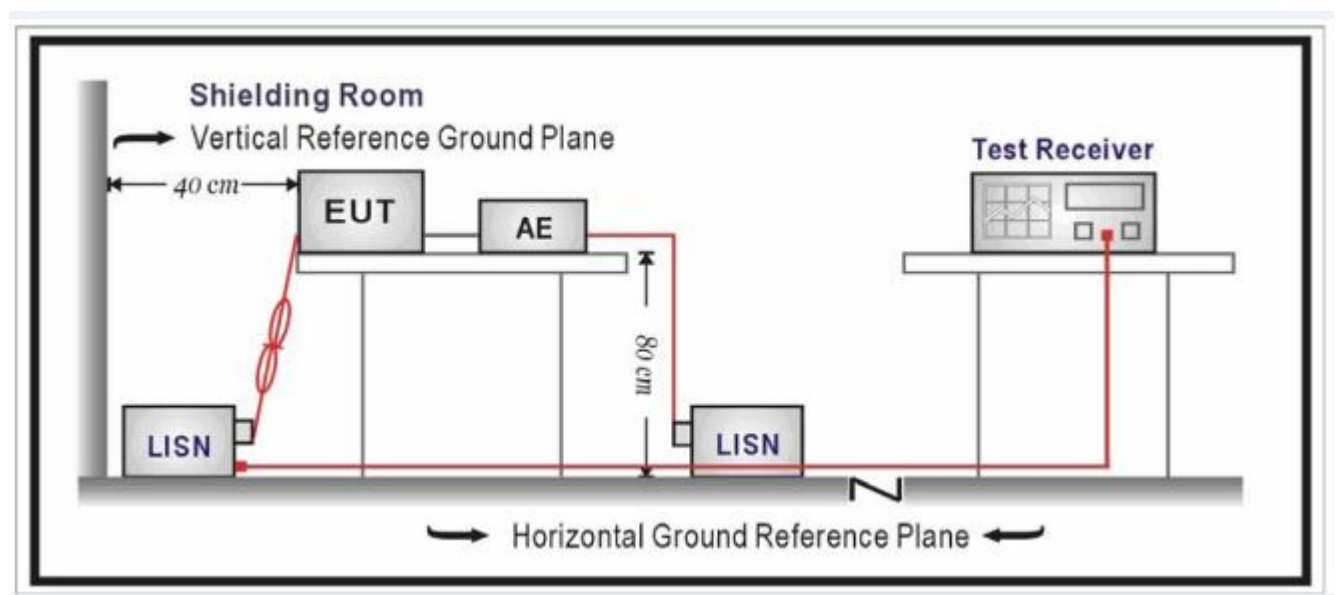 Shielding Room
Vertical Reference Ground Plane
Test Receiver
40 cm
EUT
AE
80 cm
LISN
LISN
Horizontal Ground Reference Plane